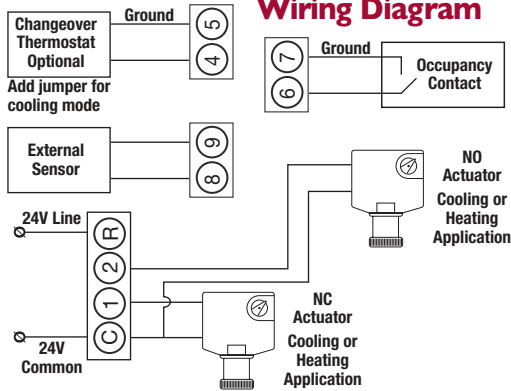 Wiring Diagram
Changeover
Thermostat
Optional
Ground
5
4
Add jumper for
cooling mode
Ground
7
6
Occupancy
Contact
External
Sensor
9
8
NO
Actuator
Cooling or
Heating
Application
24V Line
R
2
1
C
24V
Common
NC
Actuator
Cooling or
Heating
Application